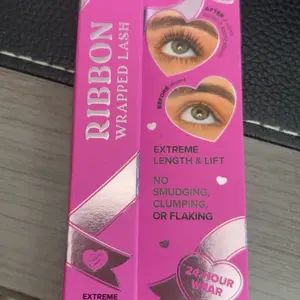 RIBBON
WRAPPED LASH
AFTER
BEFORE
EXTREME
LENGTH & LIFT
NO
SMUDGING,
CLUMPING,
OR FLAKING
24-HOUR
WEAR
EXTREME